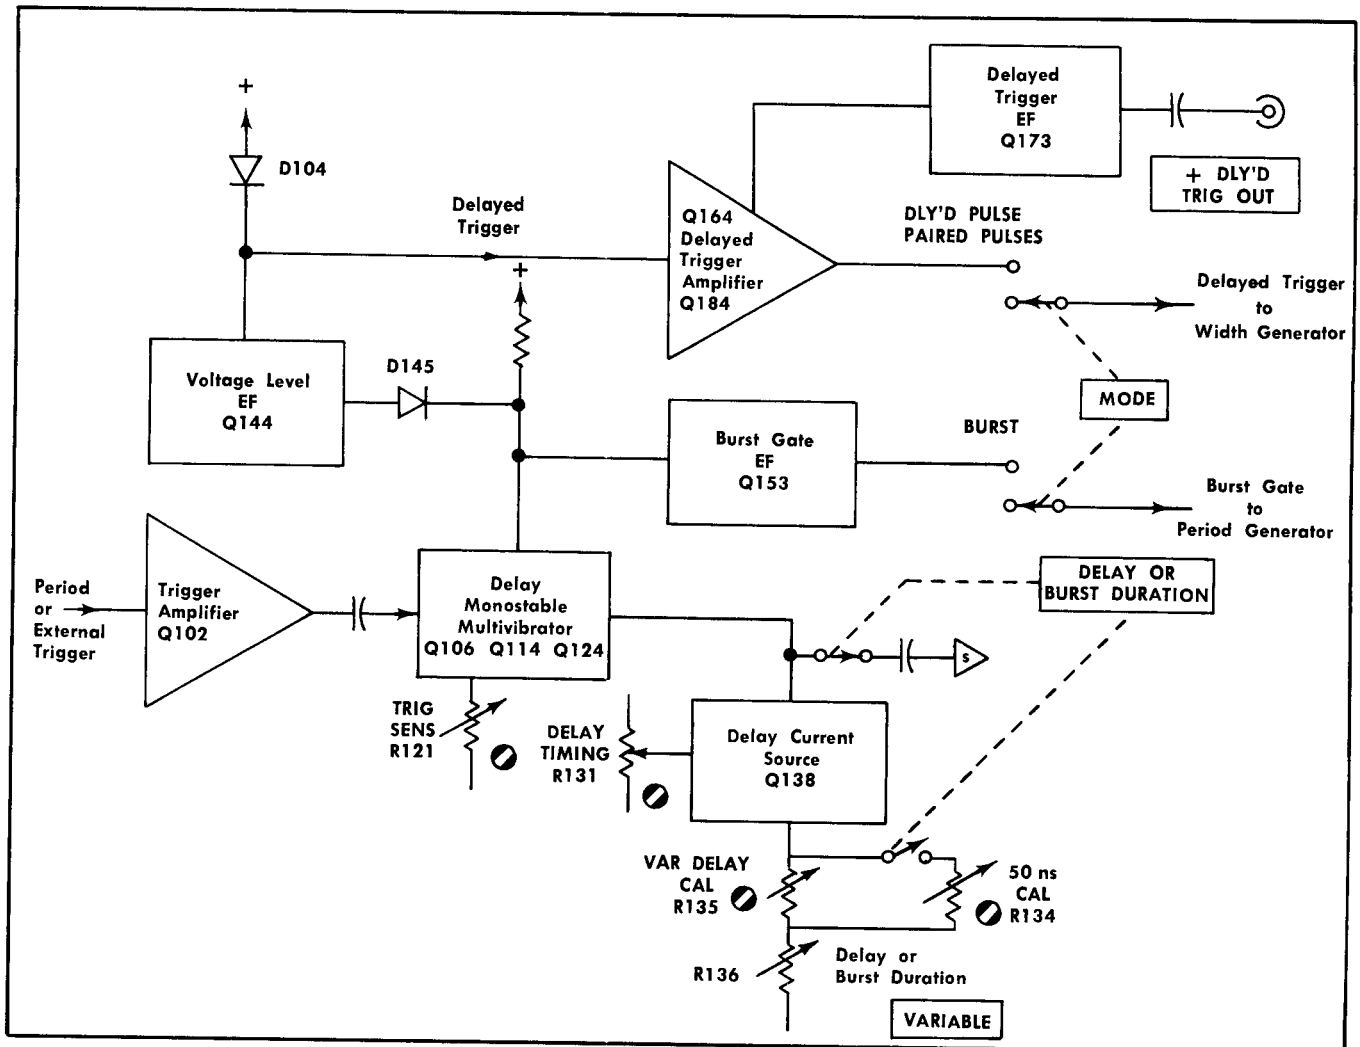 Delayed
Trigger
EF
Q173
+
D104
+ DLY'D
TRIG OUT
Delayed
Trigger
Q164
Delayed
Trigger
Amplifier
Q184
DLY'D PULSE
PAIRED PULSES
+
Delayed Trigger
to
Width Generator
Voltage Level
EF
Q144
D145
MODE
Burst Gate
EF
Q153
BURST
Burst Gate
to
Period Generator
Period
or
External
Trigger
Trigger
Amplifier
Q102
Delay
Monostable
Multivibrator
Q106 Q114 Q124
DELAY OR
BURST DURATION
S
TRIG
SENS
R121
DELAY
TIMING
R131
Delay Current
Source
Q138
VAR DELAY
CAL
R135
50 ns
CAL
R134
R136
Delay or
Burst Duration
VARIABLE